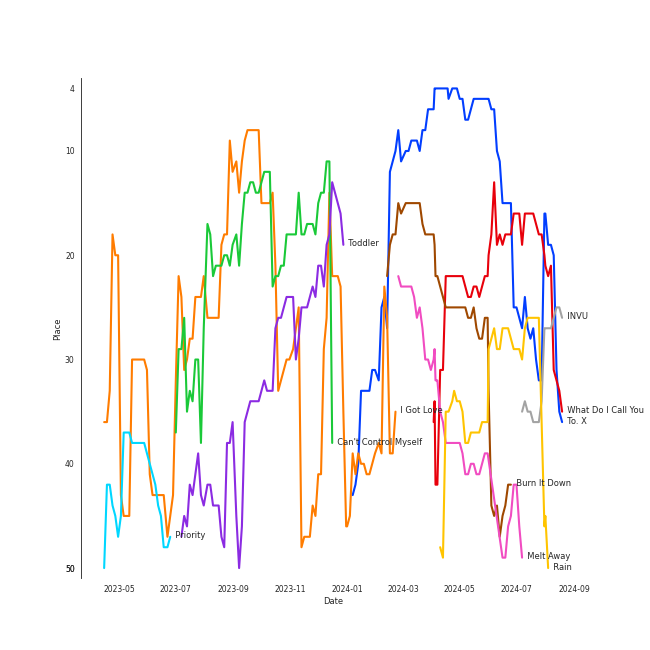 4
10
20
30
40
50
Place
Toddler
INVU
I Got Love
What Do I Call You
To. X
Can't Control Myself
Burn It Down
Priority
Melt Away
Rain
2023-05
2023-07
2023-09
2023-11
2024-01
2024-03
2024-05
2024-07
2024-09
Date